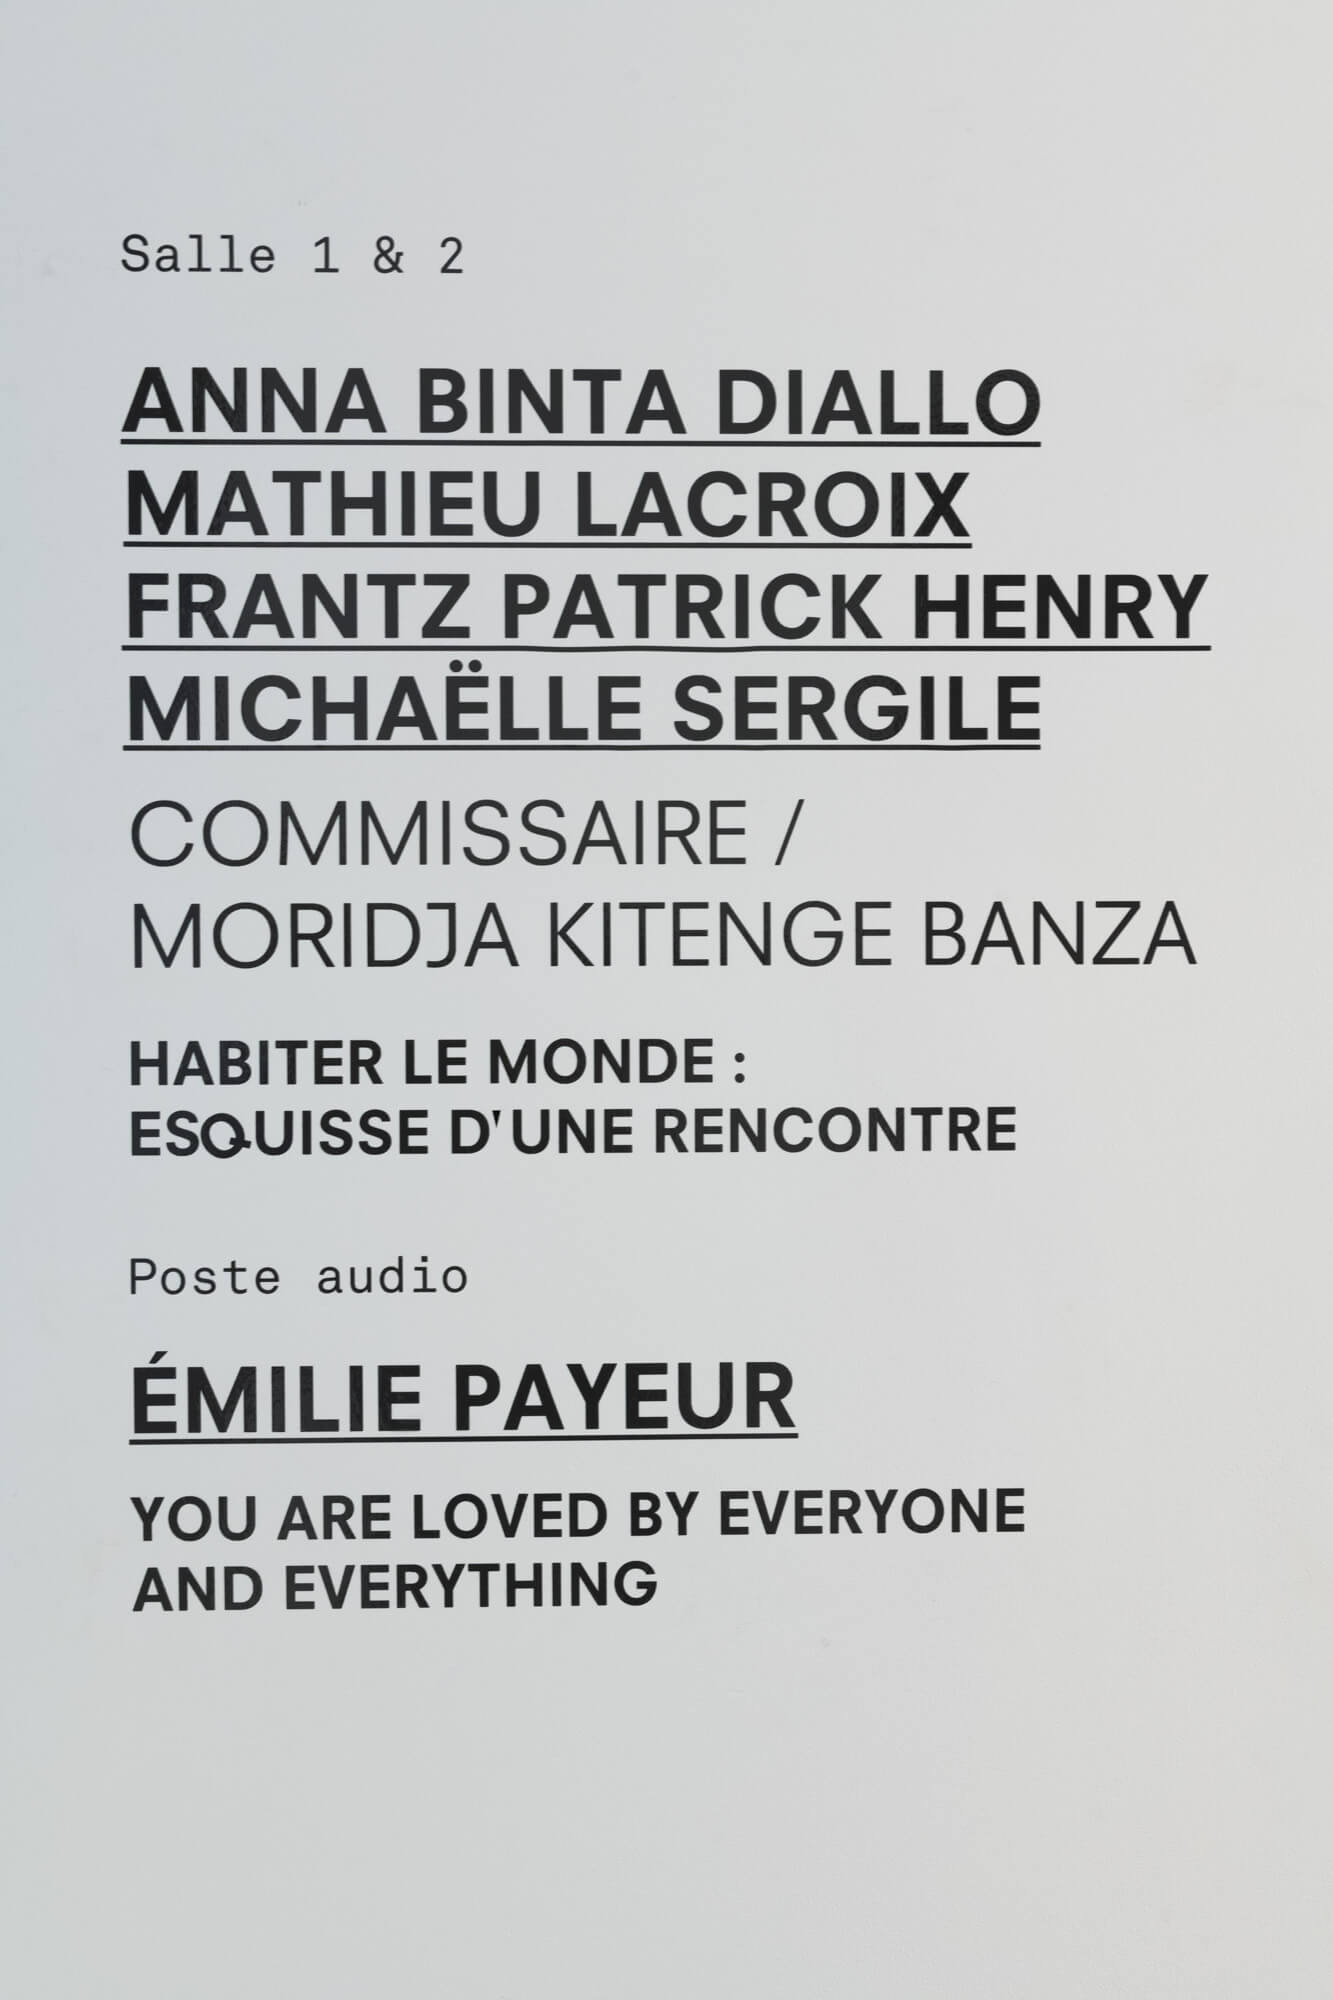 Salle 1 & 2
ANNA BINTA DIALLO
MATHIEU LACROIX
FRANTZ PATRICK HENRY
MICHAËLLE SERGILE
COMMISSAIRE /
MORIDJA KITENGE BANZA
HABITER LE MONDE :
ESQUISSE D'UNE RENCONTRE
Poste audio
ÉMILIE PAYEUR
YOU ARE LOVED BY EVERYONE
AND EVERYTHING